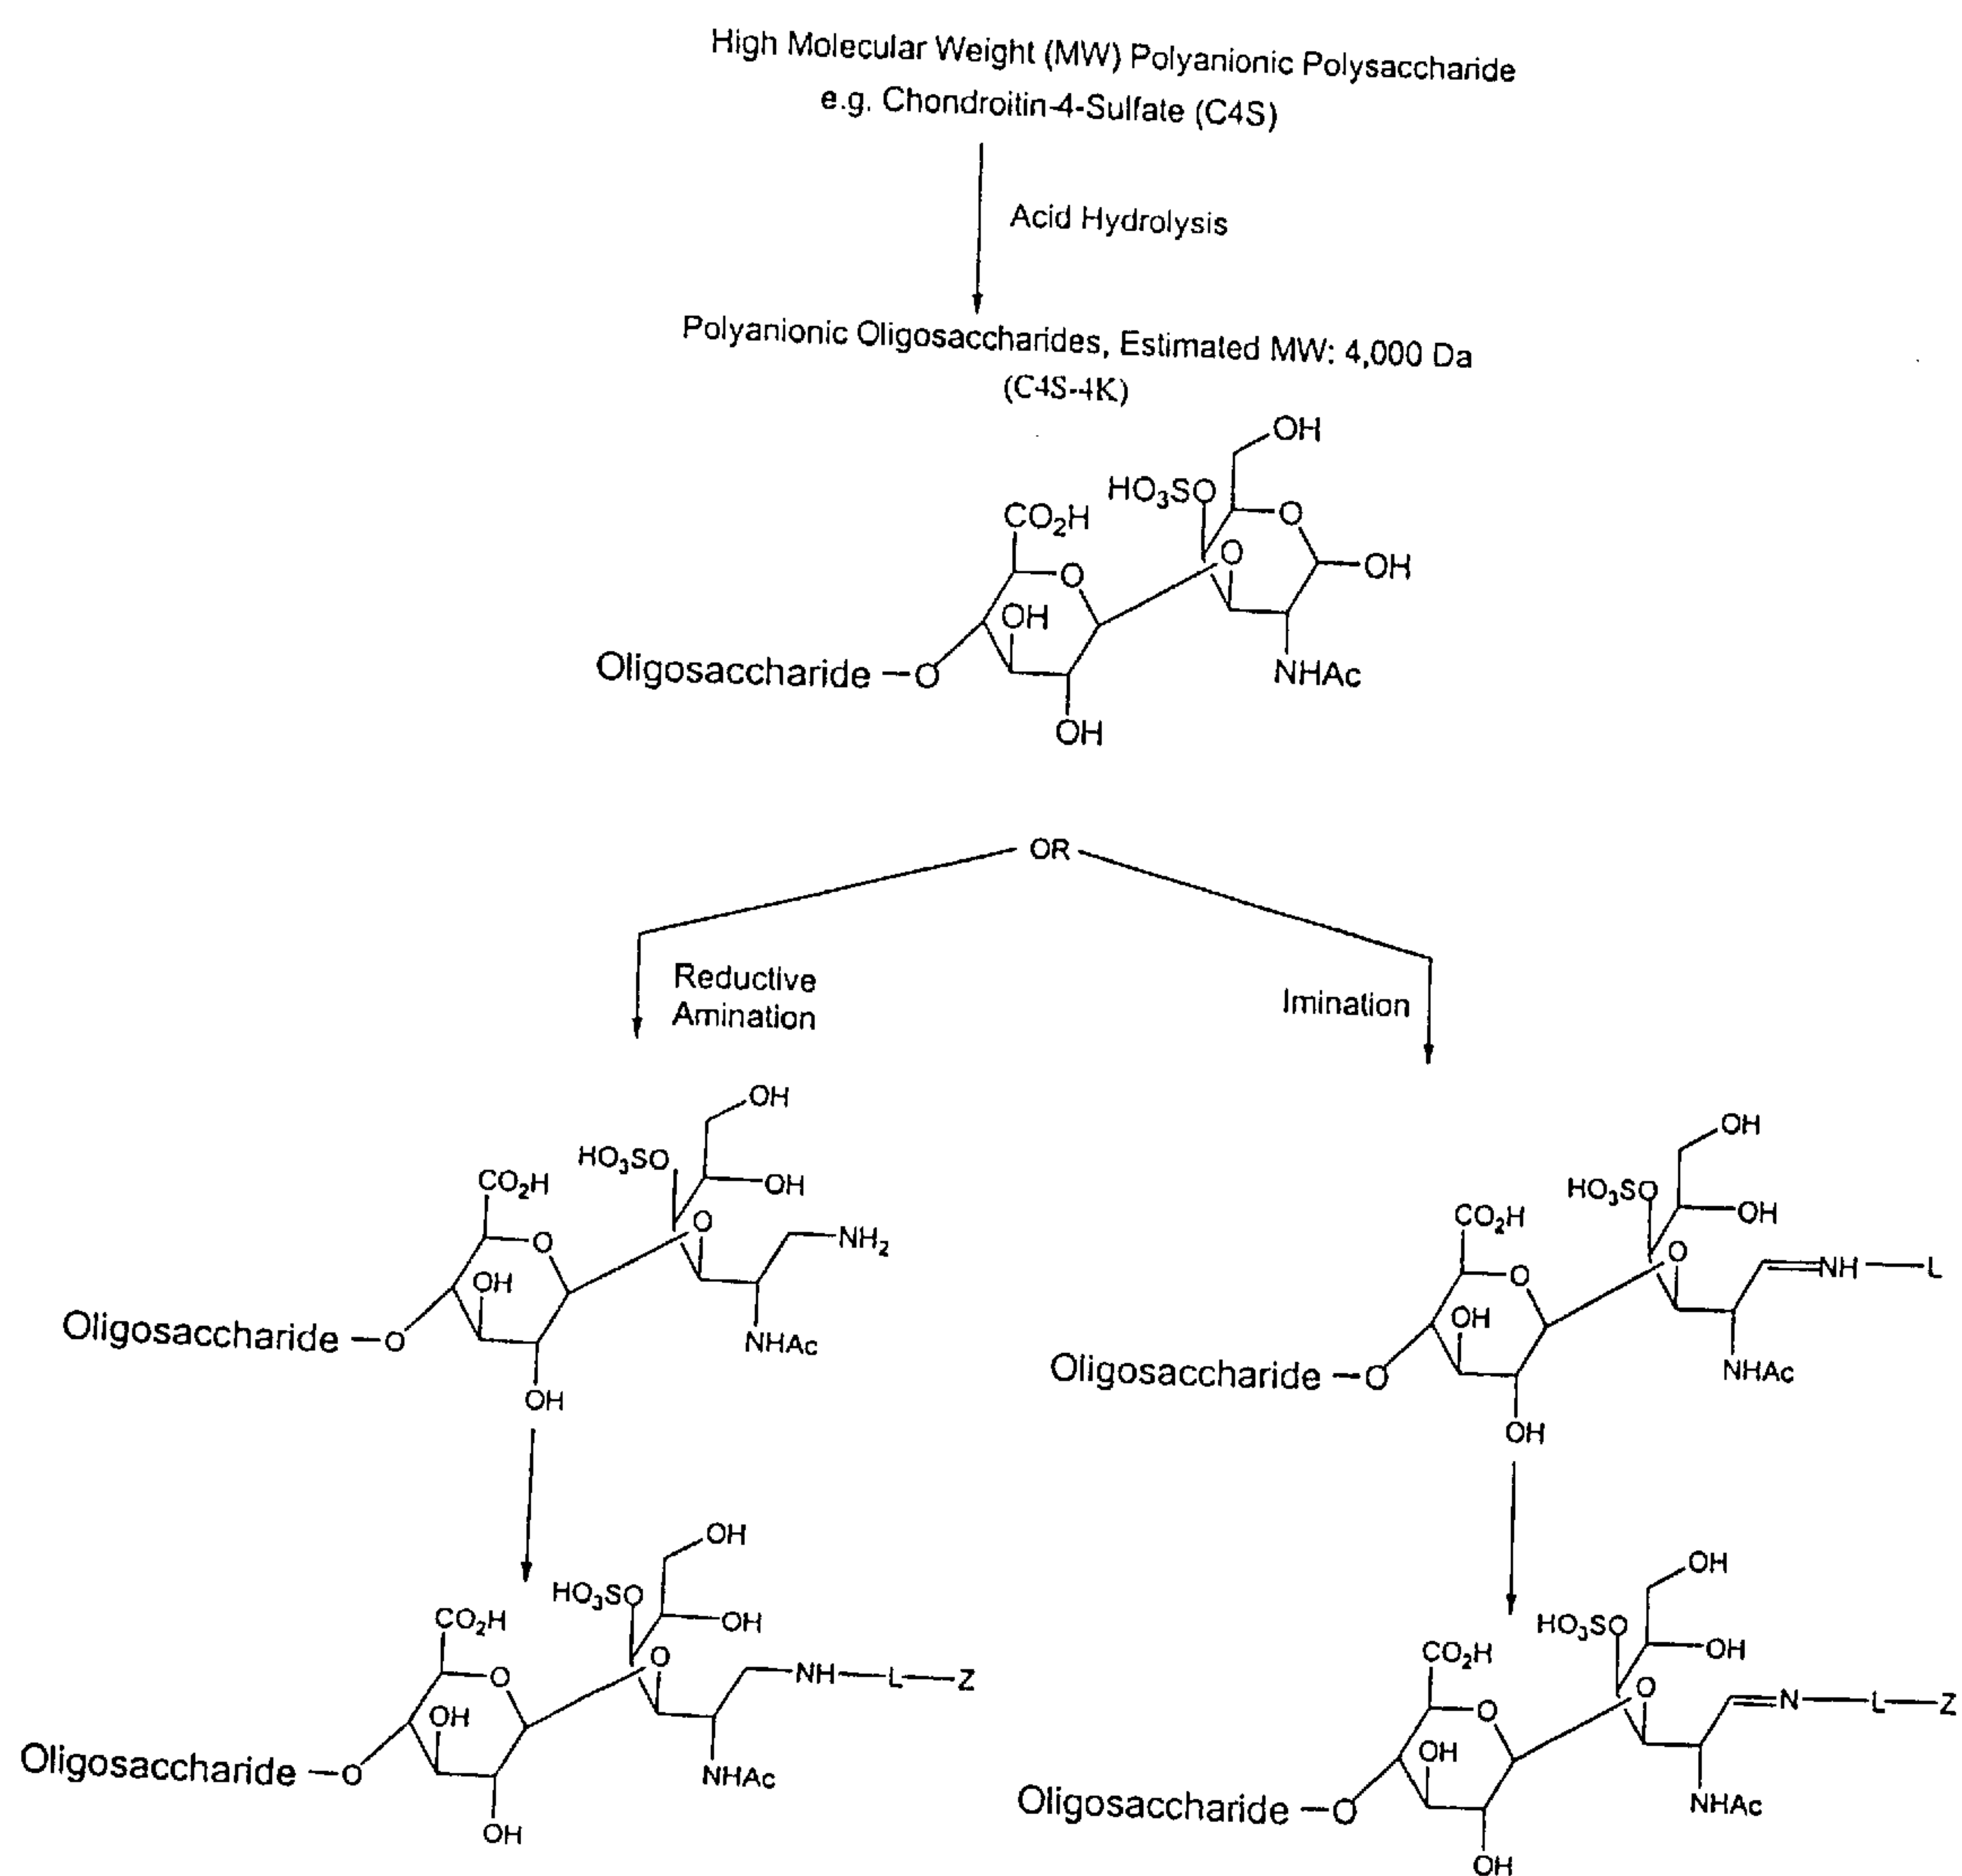 High Molecular Weight (MW) Polyanionic Polysaccharide
e.g. Chondroitin-4-Sulfate (C4S)
Acid Hydrolysis
Polyanionic Oligosaccharides, Estimated MW: 4,000 Da
(C4S-4K)
OH
HO₃SO
CO₂H
O
O
OH
O
OH
Oligosaccharide
O
NHAc
OH
OR
Reductive
Amination
Imination
OH
HO₃SO
CO₂H
OH
O
O
NH₂
OH
Oligosaccharide
O
NHAc
OH
OH
HO₃SO
CO₂H
OH
O
O
NH
L
OH
Oligosaccharide
O
NHAc
OH
OH
HO₃SO
CO₂H
OH
O
O
NH
L
Z
OH
Oligosaccharide
O
NHAc
OH
OH
HO₃SO
CO₂H
OH
O
O
N
L
Z
OH
Oligosaccharide
O
NHAc
OH